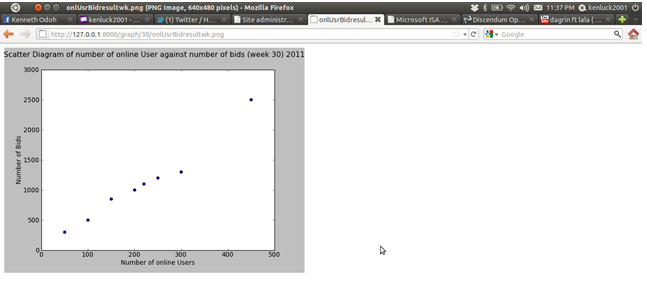 onlUsrBidresultwk.png (PNG Image, 640x480 pixels) - Mozilla Firefox
11:37 PM kenluck2001
Kenneth Odoh
kenluck2001 - ...
(1) Twitter / H...
Site administr...
onlUsrBidresul...
Microsoft ISA ...
Discendum Op...
dagrin ft lala ( ...
http://127.0.0.1:8000/graph/30/onlUsrBidresultwk.png
Google
Scatter Diagram of number of online User against number of bids (week 30) 2011
3000
2500
2000
1500
1000
500
0
Number of Bids
0 100 200 300 400 500
Number of online Users